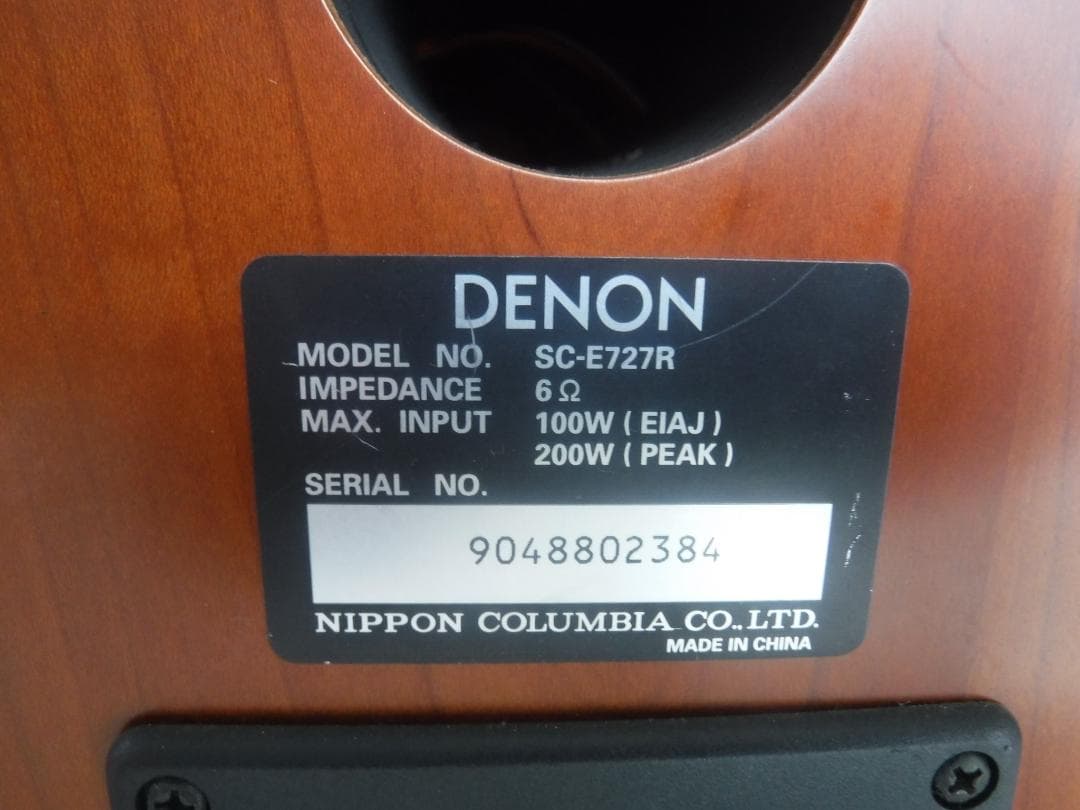 DENON
MODEL NO. SC-E727R
IMPEDANCE 6Ω
MAX. INPUT 100W ( EIAJ )
200W ( PEAK )
SERIAL NO.
9048802384
NIPPON COLUMBIA CO., LTD.
MADE IN CHINA